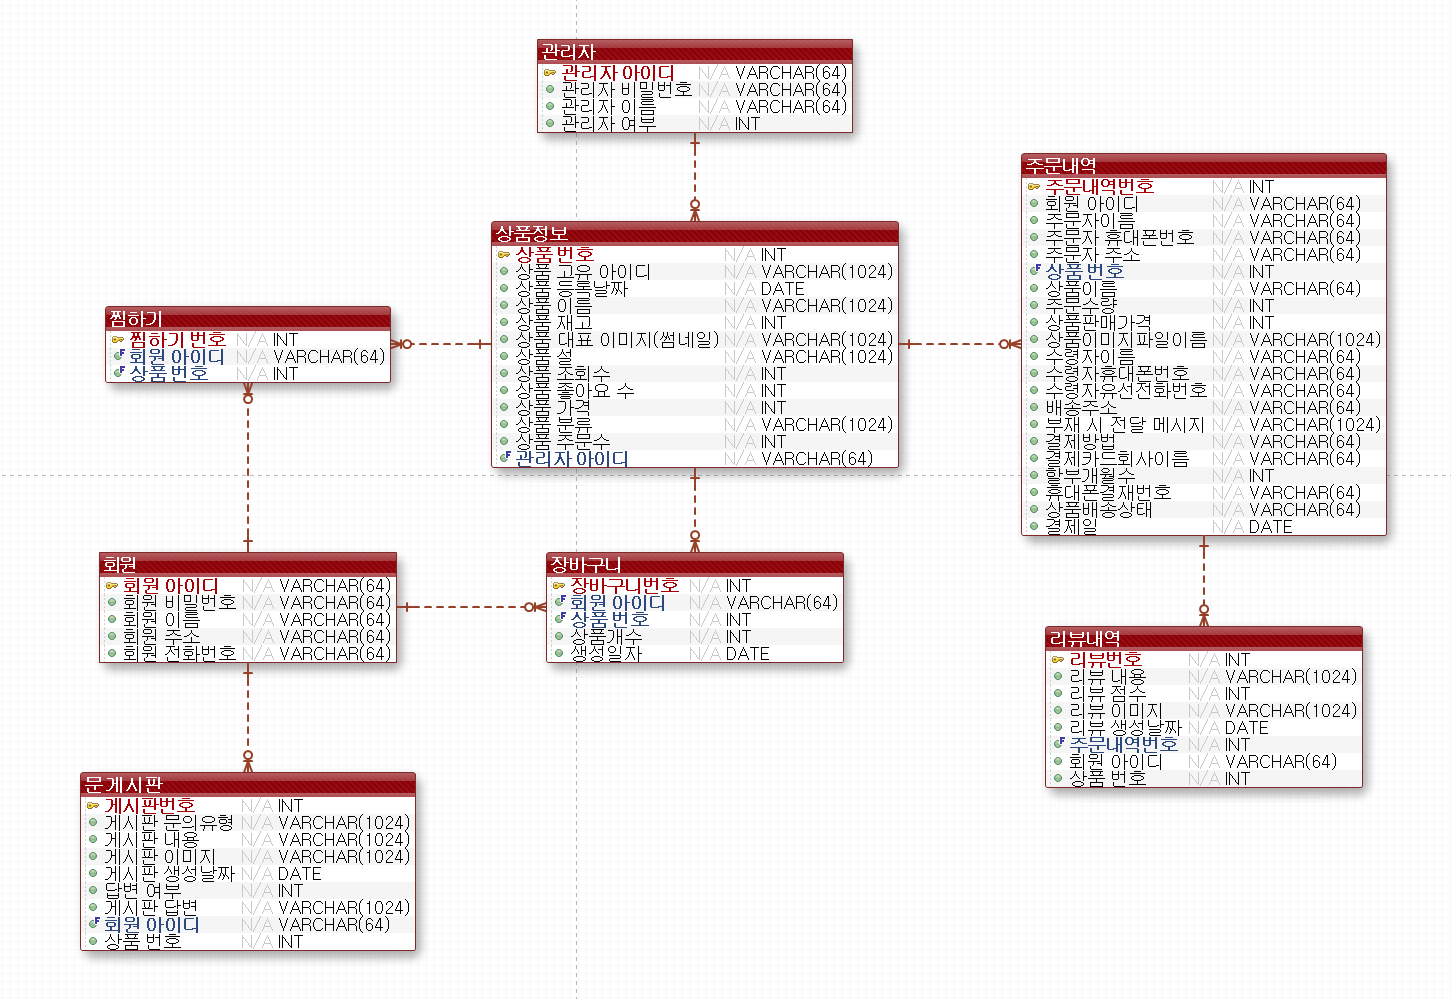 관리자
관리자 아이디 N/A VARCHAR(64)
관리자 비밀번호 N/A VARCHAR(64)
관리자 이름 N/A VARCHAR(64)
관리자 여부 N/A INT
상품정보
상품 번호 N/A INT
상품 고유 아이디 N/A VARCHAR(1024)
상품 등록날짜 N/A DATE
상품 이름 N/A VARCHAR(1024)
상품 재고 N/A INT
상품 대표 이미지(썸네일) N/A VARCHAR(1024)
상품 설 N/A VARCHAR(1024)
상품 조회수 N/A INT
상품 좋아요 수 N/A INT
상품 가격 N/A INT
상품 분류 N/A VARCHAR(1024)
상품 주문수 N/A INT
관리자 아이디 N/A VARCHAR(64)
주문내역
주문내역번호 N/A INT
회원 아이디 N/A VARCHAR(64)
주문자이름 N/A VARCHAR(64)
주문자 휴대폰번호 N/A VARCHAR(64)
주문자 주소 N/A VARCHAR(64)
상품 번호 N/A INT
상품이름 N/A VARCHAR(64)
주문수량 N/A INT
상품판매가격 N/A INT
상품이미지파일이름 N/A VARCHAR(1024)
수령자이름 N/A VARCHAR(64)
수령자휴대폰번호 N/A VARCHAR(64)
수령자유선전화번호 N/A VARCHAR(64)
배송주소 N/A VARCHAR(64)
부재 시 전달 메시지 N/A VARCHAR(1024)
결제방법 N/A VARCHAR(64)
결제카드회사이름 N/A VARCHAR(64)
할부개월수 N/A INT
휴대폰결재번호 N/A VARCHAR(64)
상품배송상태 N/A VARCHAR(64)
결제일 N/A DATE
찜하기
찜하기 번호 N/A INT
회원 아이디 N/A VARCHAR(64)
상품 번호 N/A INT
회원
회원 아이디 N/A VARCHAR(64)
회원 비밀번호 N/A VARCHAR(64)
회원 이름 N/A VARCHAR(64)
회원 주소 N/A VARCHAR(64)
회원 전화번호 N/A VARCHAR(64)
장바구니
장바구니번호 N/A INT
회원 아이디 N/A VARCHAR(64)
상품 번호 N/A INT
상품개수 N/A INT
생성일자 N/A DATE
리뷰내역
리뷰번호 N/A INT
리뷰 내용 N/A VARCHAR(1024)
리뷰 점수 N/A INT
리뷰 이미지 N/A VARCHAR(1024)
리뷰 생성날짜 N/A DATE
주문내역번호 N/A INT
회원 아이디 N/A VARCHAR(64)
상품 번호 N/A INT
문게시판
게시판번호 N/A INT
게시판 문의유형 N/A VARCHAR(1024)
게시판 내용 N/A VARCHAR(1024)
게시판 이미지 N/A VARCHAR(1024)
게시판 생성날짜 N/A DATE
답변 여부 N/A INT
게시판 답변 N/A VARCHAR(1024)
회원 아이디 N/A VARCHAR(64)
상품 번호 N/A INT